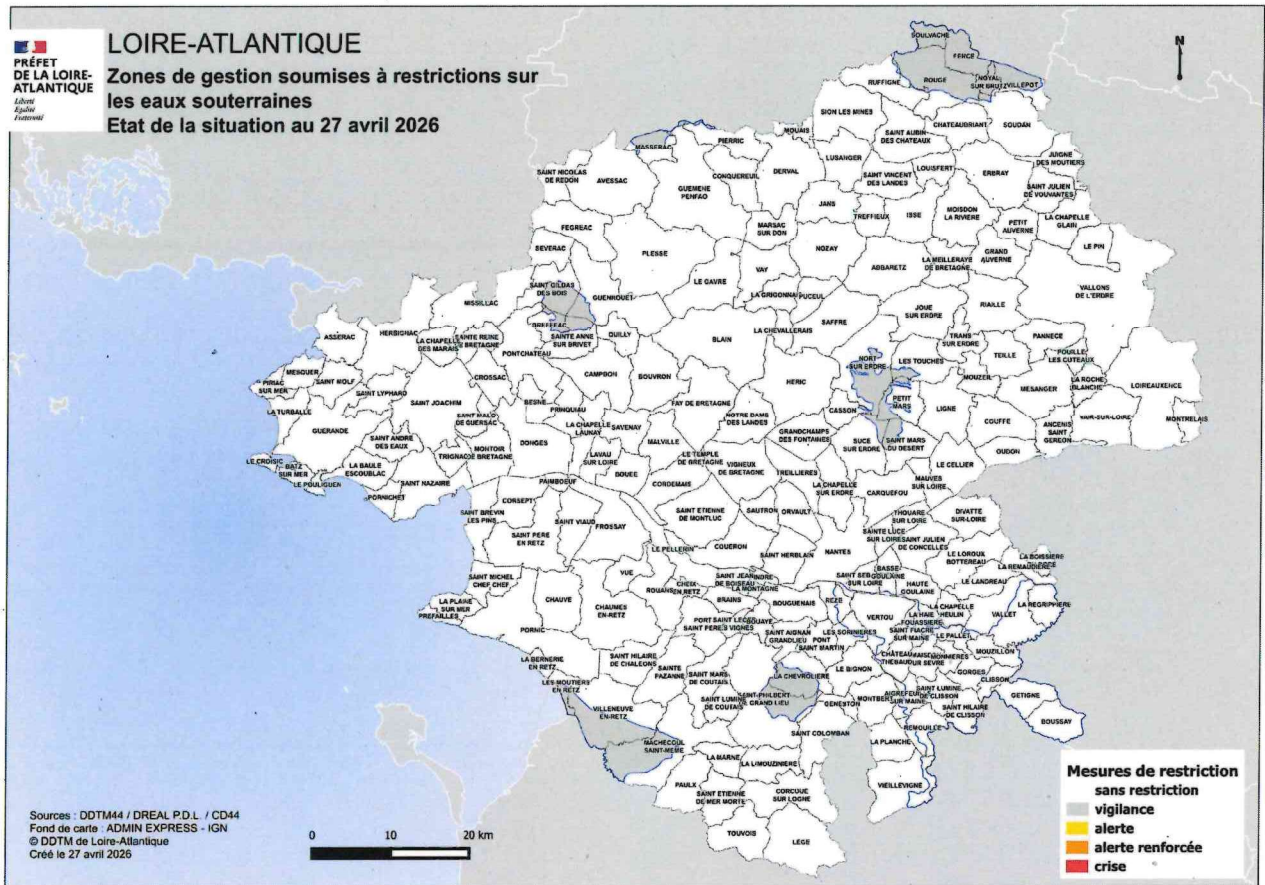 PRÉFET
DE LA LOIRE-
ATLANTIQUE
Liberté
Égalité
Fraternité
LOIRE-ATLANTIQUE
Zones de gestion soumises à restrictions sur
les eaux souterraines
Etat de la situation au 27 avril 2026
N
SOULVACHE
FERCE
ROUGE
NOYAL
SUR BRUTZ
VILLEPOT
RUFFIGNE
SION LES MINES
CHATEAUBRIANT
SOUDAN
MOUAIS
SAINT AUBIN
DES CHATEAUX
MASSERAC
PIERRIC
LUSANGER
LOUISFERT
JUIGNE
DES MOUTIERS
SAINT NICOLAS
DE REDON
AVESSAC
CONQUEREUIL
DERVAL
SAINT VINCENT
DES LANDES
ERBRAY
SAINT JULIEN
DE VOUVANTES
GUEMENE
PENFAO
JANS
TREFFIEUX
ISSE
MOISDON
LA RIVIERE
PETIT
AUVERNE
LA CHAPELLE
GLAIN
FEGREAC
MARSAC
SUR DON
NOZAY
GRAND
AUVERNE
LE PIN
SEVERAC
PLESSE
VAY
ABBARETZ
LA MEILLERAYE
DE BRETAGNE
VALLONS
DE L'ERDRE
SAINT GILDAS
DES BOIS
GUENROUET
LE GAVRE
LA GRIGONNAIS
PUCEUL
MISSILLAC
JOUE
SUR ERDRE
RIAILLE
DREFFEAC
SAFFRE
ASSERAC
HERBIGNAC
LA CHAPELLE
DES MARAIS
SAINTE REINE
DE BRETAGNE
SAINTE ANNE
SUR BRIVET
QUILLY
BLAIN
LA CHEVALLERAIS
TRANS
SUR ERDRE
PANNECE
PONTCHATEAU
NORT
SUR ERDRE
LES TOUCHES
TEILLE
POUILLE
LES COTEAUX
MESQUER
PIRIAC
SUR MER
SAINT MOLF
CROSSAC
CAMPBON
BOUVRON
HERIC
MOUZEIL
MESANGER
LA ROCHE
BLANCHE
LOIREAUXENCE
SAINT LYPHARD
SAINT JOACHIM
BESNE
FAY DE BRETAGNE
PETIT
MARS
LIGNE
LA TURBALLE
SAINT MALO
DE GUERSAC
PRINQUIAU
NOTRE DAME
DES LANDES
CASSON
COUFFE
ANCENIS
SAINT
GEREON
VAIR-SUR-LOIRE
MONTRELAIS
GUERANDE
LA CHAPELLE
LAUNAY
SAVENAY
GRANDCHAMPS
DES FONTAINES
SAINT ANDRE
DES EAUX
MONTOIR
DE BRETAGNE
TRIGNAC
DONGES
MALVILLE
SUCE
SUR ERDRE
SAINT MARS
DU DESERT
OUDON
LE CROISIC
BATZ
SUR MER
LE POULIGUEN
LA BAULE
ESCOUBLAC
LAVAU
SUR LOIRE
BOUEE
LE TEMPLE
DE BRETAGNE
VIGNEUX
DE BRETAGNE
TREILLIERES
LE CELLIER
PORNICHET
SAINT NAZAIRE
PAIMBOEUF
CORDEMAIS
LA CHAPELLE
SUR ERDRE
CARQUEFOU
MAUVES
SUR LOIRE
CORSEPT
SAINT ETIENNE
DE MONTLUC
SAUTRON
ORVAULT
THOUARE
SUR LOIRE
DIVATTE
SUR-LOIRE
SAINT BREVIN
LES PINS
SAINT VIAUD
FROSSAY
SAINT PERE
EN RETZ
LE PELLERIN
COUERON
SAINT HERBLAIN
NANTES
SAINTE LUCE
SUR LOIRE
SAINT JULIEN
DE CONCELLES
LE LOROUX
BOTTEREAU
LA BOISSIERE
LA REMAUDIERE
SAINT MICHEL
CHEF CHEF
VUE
ROUANS
CHEIX
EN RETZ
SAINT JEAN
DE BOISEAU
INDRE
LA MONTAGNE
SAINT SEB
SUR LOIRE
BASSE
GOULAINE
HAUTE
GOULAINE
LE LANDREAU
LA PLAINE
SUR MER
PREFAILLES
CHAUVE
CHAUMES
EN-RETZ
BRAINS
BOUGUENAIS
REZE
VERTOU
LA HAIE
FOUASSIERE
LA CHAPELLE
HEULIN
VALLET
LA REGRIPPIERE
PORNIC
PORT
SAINT PERE
SAINT LEGER
LES VIGNES
BOUAYE
SAINT AIGNAN
GRANDLIEU
LES SORINIERES
PONT
SAINT MARTIN
SAINT FIACRE
SUR MAINE
LE PALLET
MOUZILLON
LA BERNERIE
EN RETZ
SAINT HILAIRE
DE CHALEONS
SAINTE
PAZANNE
SAINT MARS
DE COUTAIS
LA CHEVROLIERE
LE BIGNON
CHATEAU
THEBAUD
MAISDON
SUR SEVRE
MONNIERES
GORGES
CLISSON
LES MOUTIERS
EN RETZ
VILLENEUVE
EN-RETZ
SAINT LUMINE
DE COUTAIS
SAINT-PHILBERT
DE GRAND LIEU
GENESTON
MONTBERT
AIGREFEUILLE
SUR MAINE
SAINT LUMINE
DE CLISSON
SAINT HILAIRE
DE CLISSON
GETIGNE
BOUSSAY
REMOUILLE
MACHECOUL
SAINT-MEME
SAINT COLOMBAN
LA PLANCHE
LA MARNE
LA LIMOUZINIERE
VIEILLEVIGNE
PAULX
SAINT ETIENNE
DE MER MORTE
CORCOUE
SUR LOGNE
TOUVOIS
LEGE
Mesures de restriction
sans restriction
vigilance
alerte
alerte renforcée
crise
Sources : DDTM44 / DREAL P.D.L. / CD44
Fond de carte : ADMIN EXPRESS - IGN
© DDTM de Loire-Atlantique
Créé le 27 avril 2026
0 10 20 km